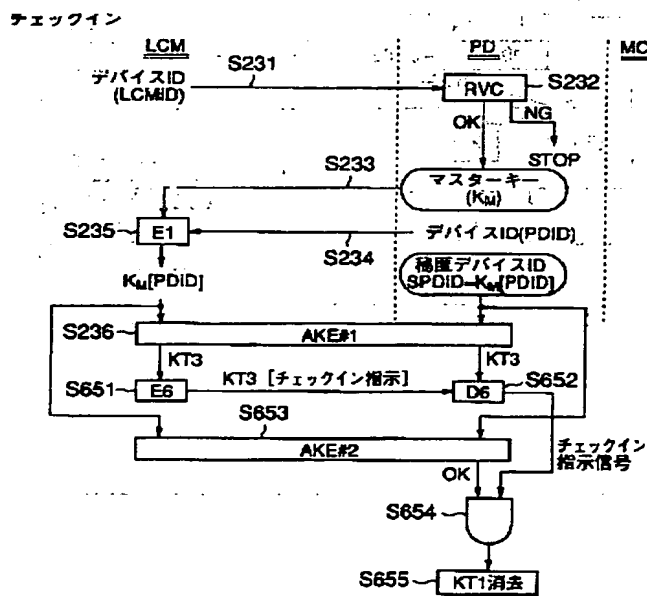 チェックイン
LCM
PD
MC
デバイスID
(LCMID)
S231
RVC
S232
OK
NG
STOP
S233
マスターキー
(KM)
S235
E1
S234
デバイスID(PDID)
KM[PDID]
秘匿デバイスID
SPDID=KM[PDID]
S236
AKE#1
KT3
KT3
S651
E6
KT3 [チェックイン指示]
D6
S652
S653
AKE#2
OK
チェックイン
指示信号
S654
S655
KT1消去